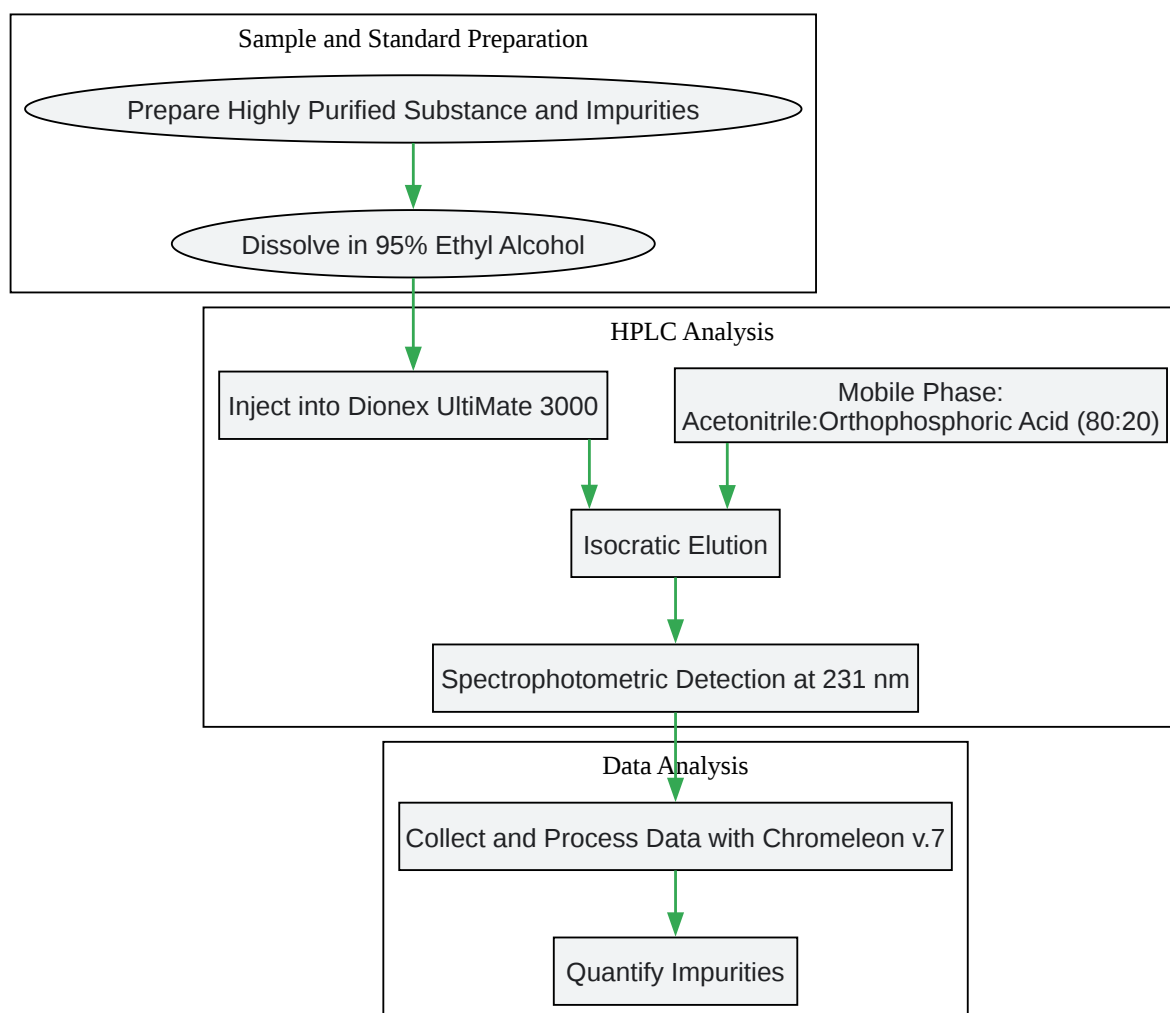 Sample and Standard Preparation
Prepare Highly Purified Substance and Impurities
Dissolve in 95% Ethyl Alcohol
HPLC Analysis
Inject into Dionex UltiMate 3000
Mobile Phase:
Acetonitrile:Orthophosphoric Acid (80:20)
Isocratic Elution
Spectrophotometric Detection at 231 nm
Data Analysis
Collect and Process Data with Chromeleon v.7
Quantify Impurities